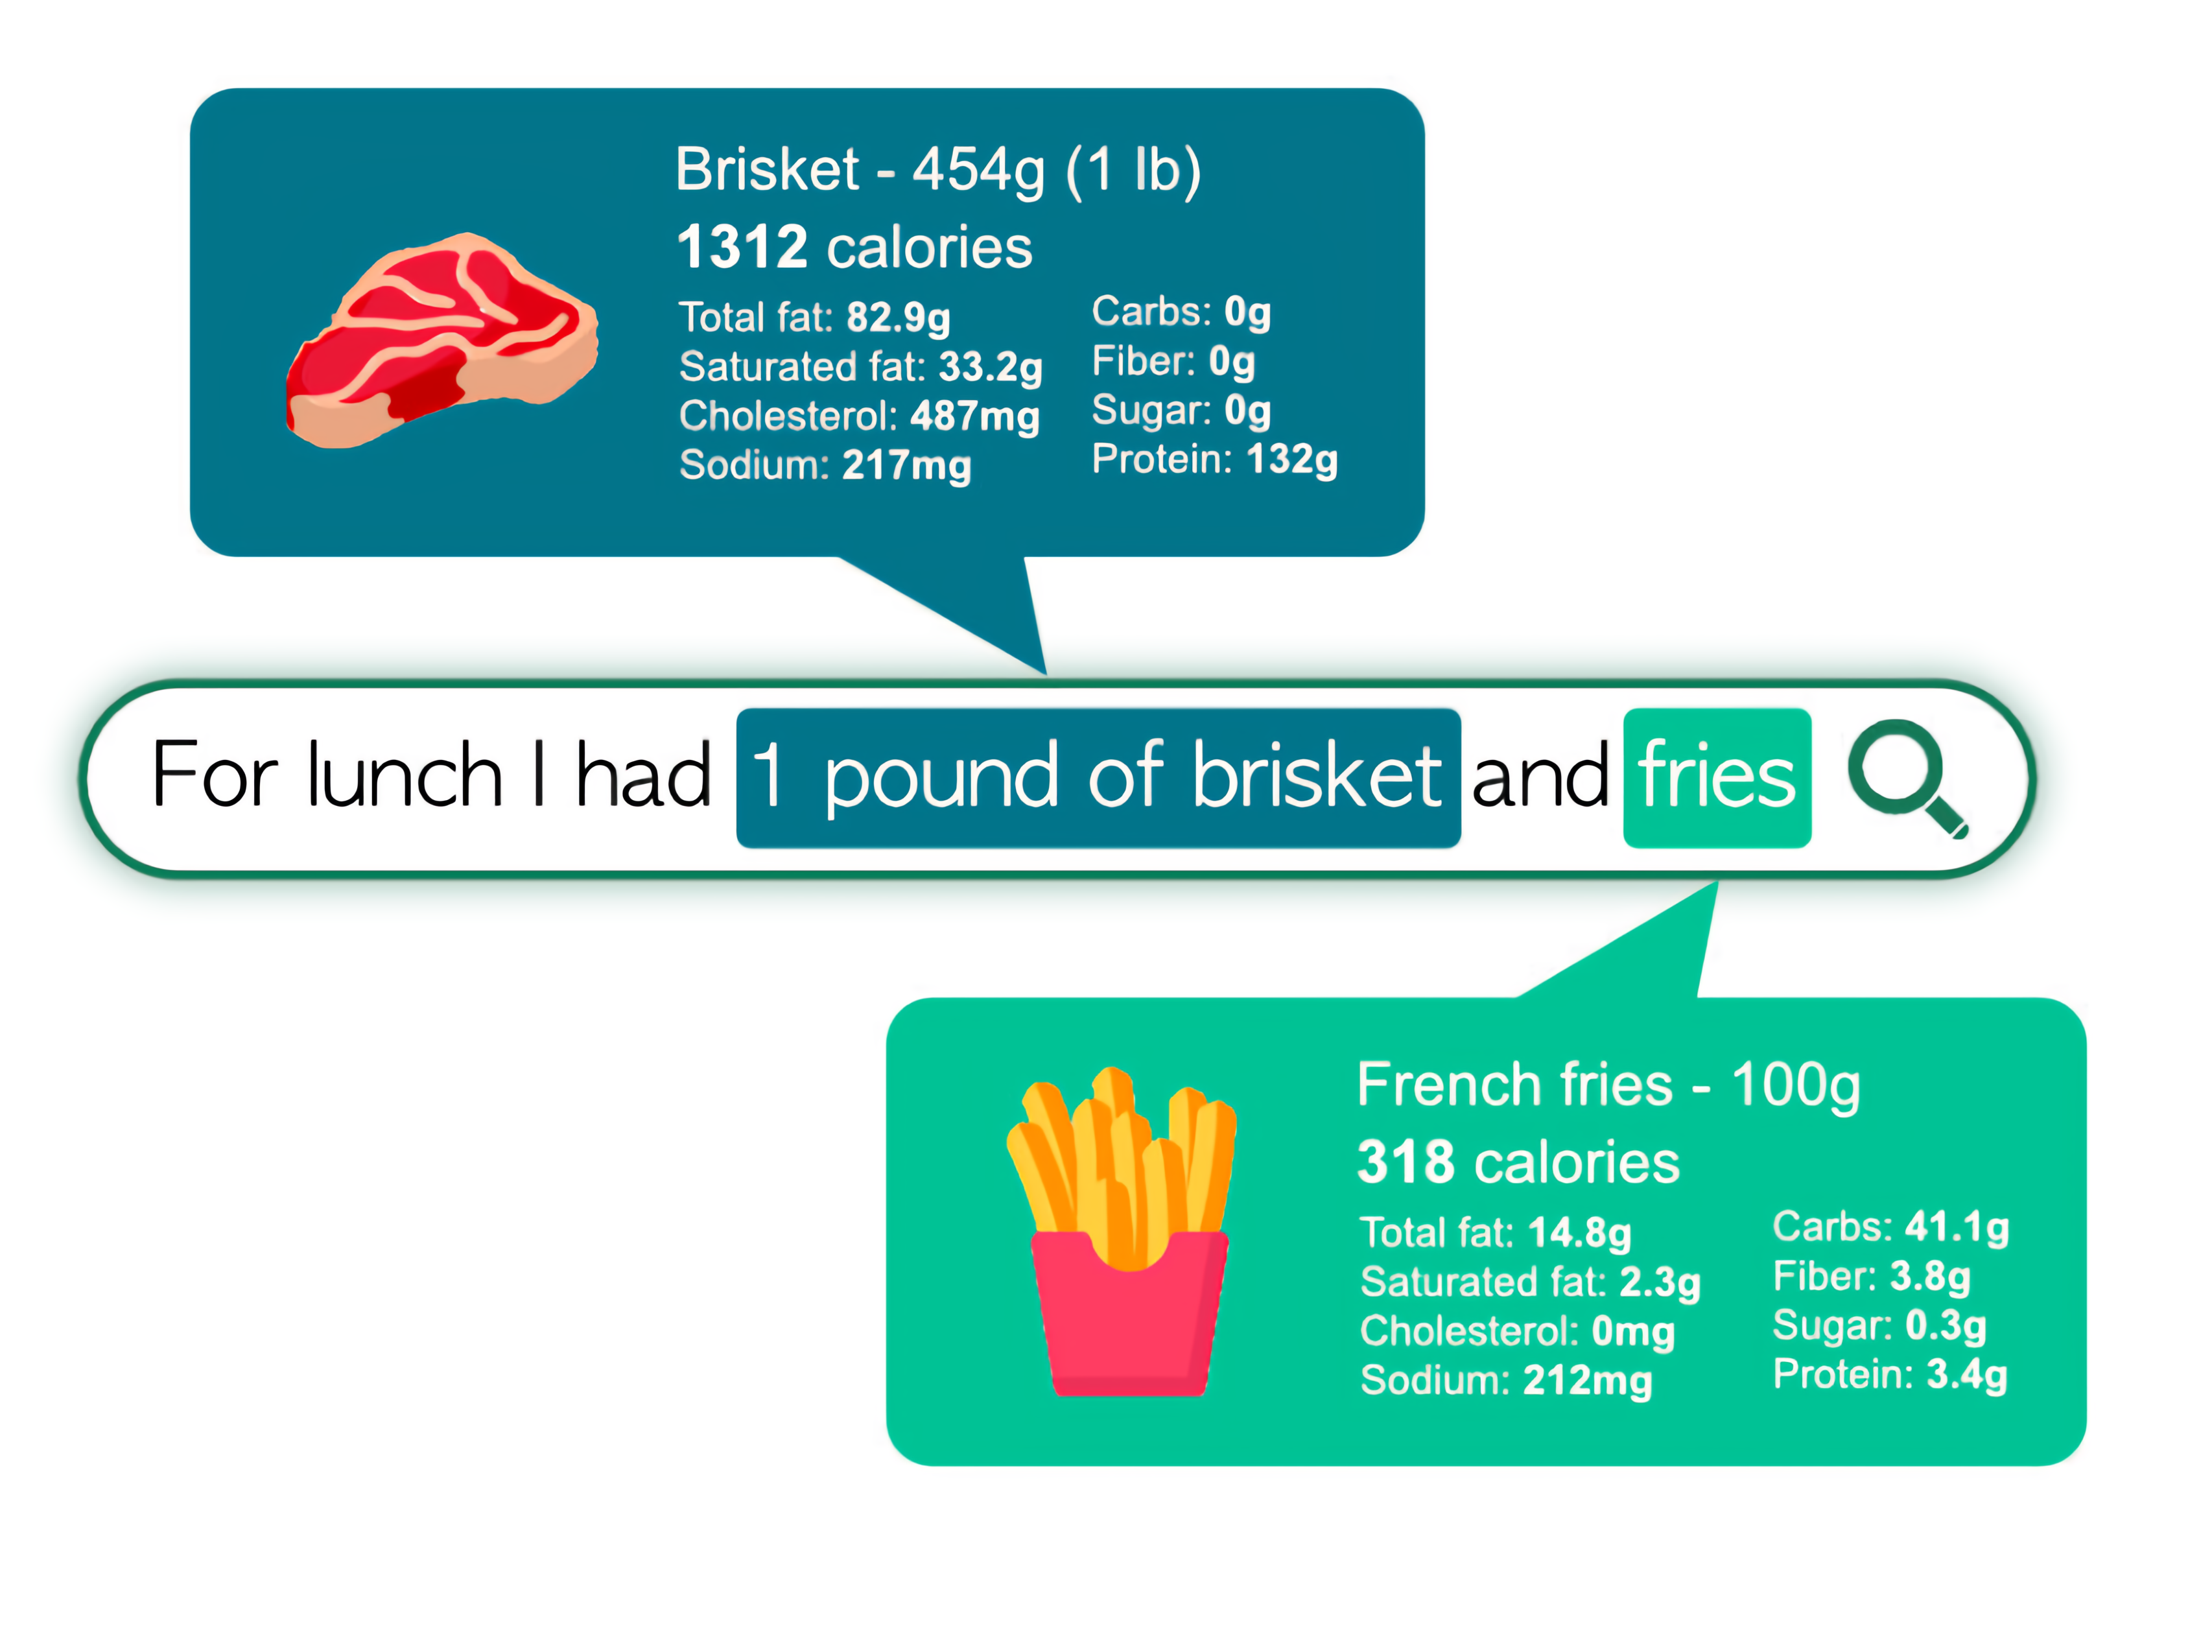 Brisket - 454g (1 lb)
1312 calories
Total fat: 82.9g
Saturated fat: 33.2g
Cholesterol: 487mg
Sodium: 217mg
Carbs: 0g
Fiber: 0g
Sugar: 0g
Protein: 132g
For lunch I had 1 pound of brisket and fries
French fries - 100g
318 calories
Total fat: 14.8g
Saturated fat: 2.3g
Cholesterol: 0mg
Sodium: 212mg
Carbs: 41.1g
Fiber: 3.8g
Sugar: 0.3g
Protein: 3.4g